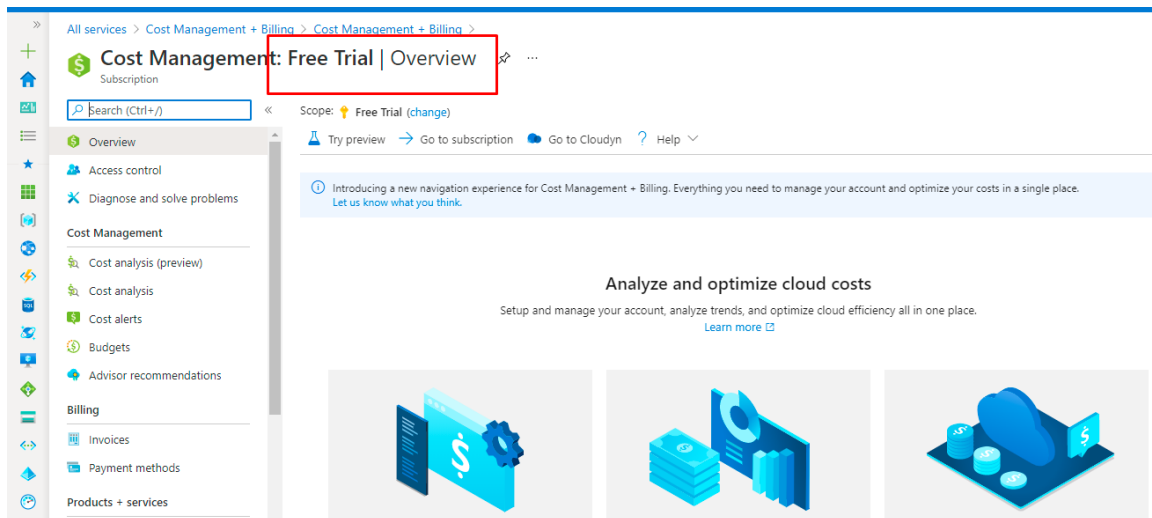 All services > Cost Management + Billing > Cost Management + Billing >
Cost Management: Free Trial | Overview
Subscription
Search (Ctrl+/)
Overview
Access control
Diagnose and solve problems
Cost Management
Cost analysis (preview)
Cost analysis
Cost alerts
Budgets
Advisor recommendations
Billing
Invoices
Payment methods
Products + services
Scope: Free Trial (change)
Try preview Go to subscription Go to Cloudyn ? Help
Introducing a new navigation experience for Cost Management + Billing. Everything you need to manage your account and optimize your costs in a single place.
Let us know what you think.
Analyze and optimize cloud costs
Setup and manage your account, analyze trends, and optimize cloud efficiency all in one place.
Learn more